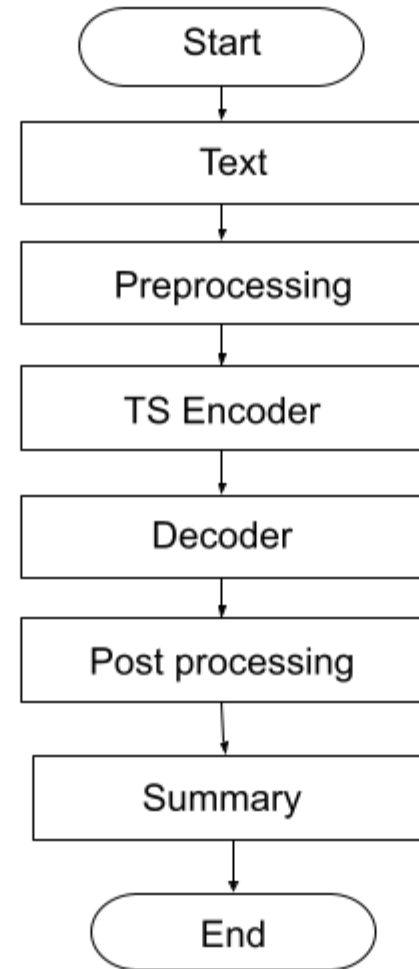 Start
Text
Preprocessing
TS Encoder
Decoder
Post processing
Summary
End